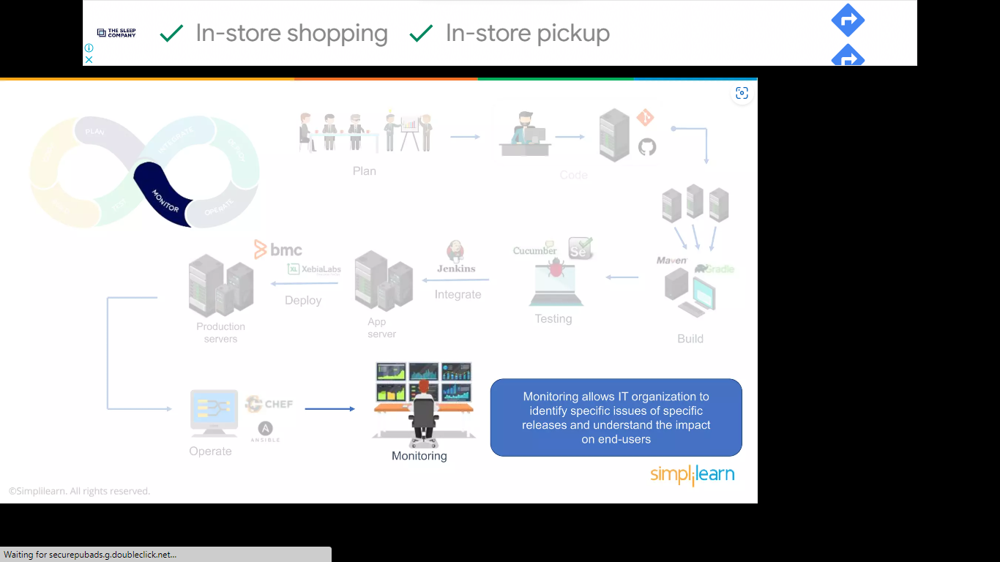 THE SLEEP
COMPANY
In-store shopping
In-store pickup
PLAN
INTEGRATE
DEPLOY
TEST
MONITOR
OPERATE
Plan
Code
bmc
XL XebiaLabs
Jenkins
Integrate
Deploy
Cucumber
Se
Testing
Maven
Gradle
Build
Production
servers
App
server
CHEF
ANSIBLE
Operate
Monitoring
Monitoring allows IT organization to
identify specific issues of specific
releases and understand the impact
on end-users
simplilearn
©Simplilearn. All rights reserved.
Waiting for securepubads.g.doubleclick.net...